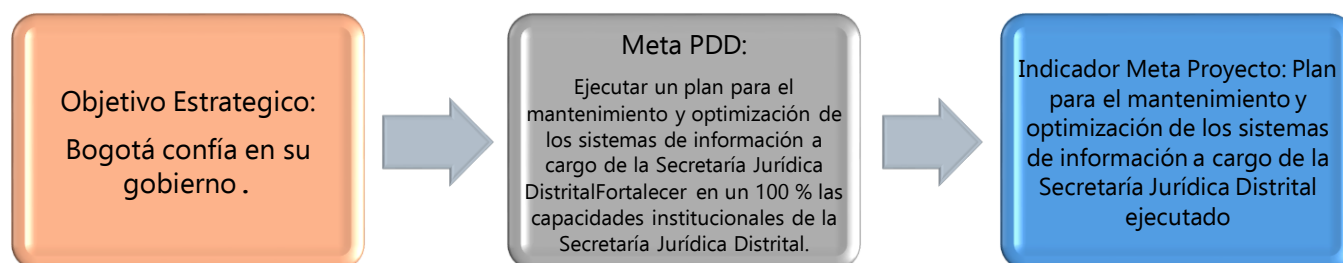 Objetivo Estrategico:
Bogotá confía en su
gobierno .
Meta PDD:
Ejecutar un plan para el
mantenimiento y optimización de
los sistemas de información a
cargo de la Secretaría Jurídica
DistritalFortalecer en un 100 % las
capacidades institucionales de la
Secretaría Jurídica Distrital.
Indicador Meta Proyecto: Plan
para el mantenimiento y
optimización de los sistemas
de información a cargo de la
Secretaría Jurídica Distrital
ejecutado